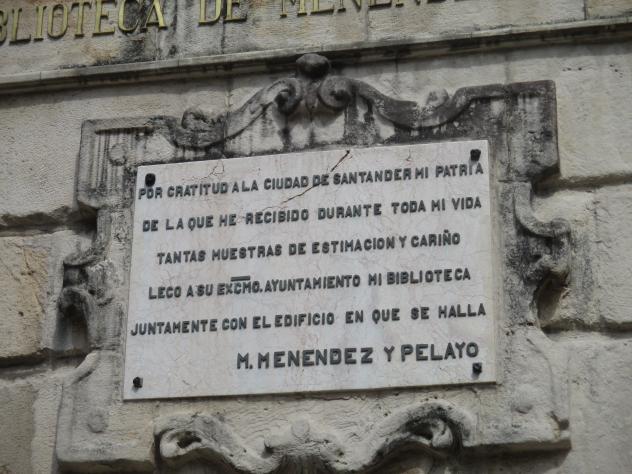 BIBLIOTECA DE MENENDE
POR GRATITUD A LA CIUDAD DE SANTANDER MI PATRIA
DE LA QUE HE RECIBIDO DURANTE TODA MI VIDA
TANTAS MUESTRAS DE ESTIMACION Y CARIÑO
LEGO A SU EXCMO. AYUNTAMIENTO MI BIBLIOTECA
JUNTAMENTE CON EL EDIFICIO EN QUE SE HALLA
M. MENENDEZ Y PELAYO